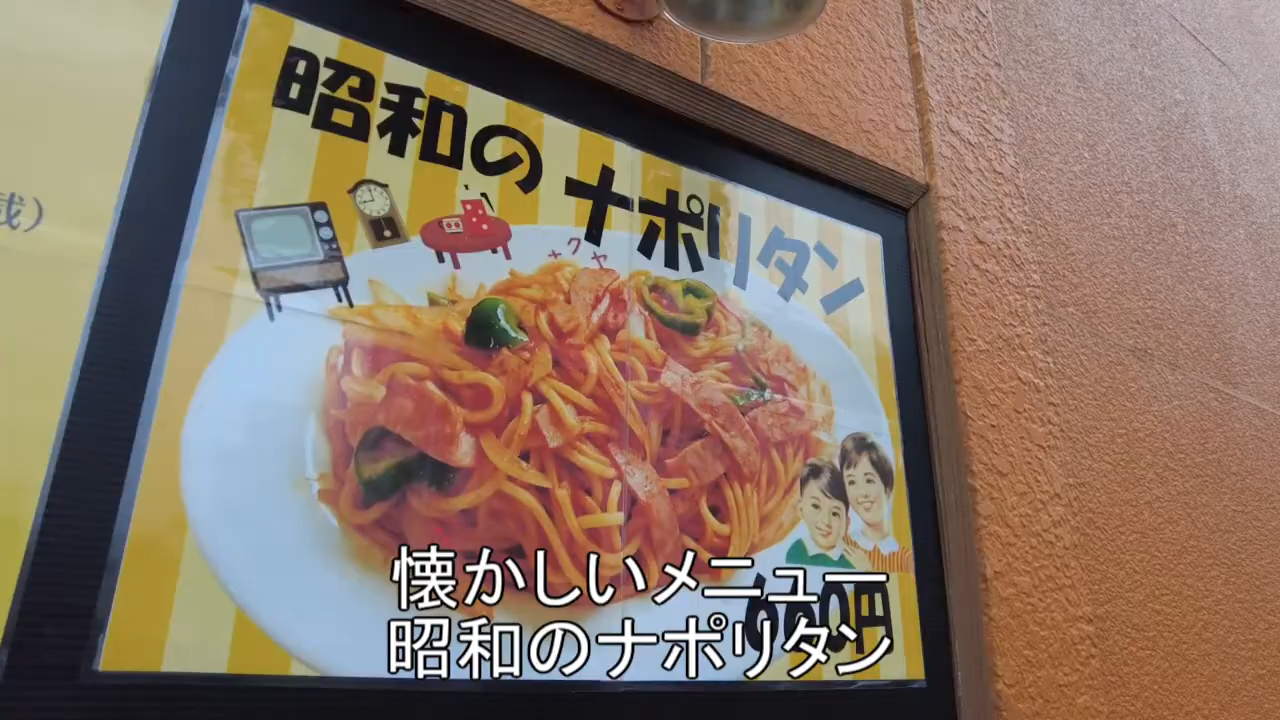 昭和の ナポリタン
懐かしいメニュー
昭和のナポリタン